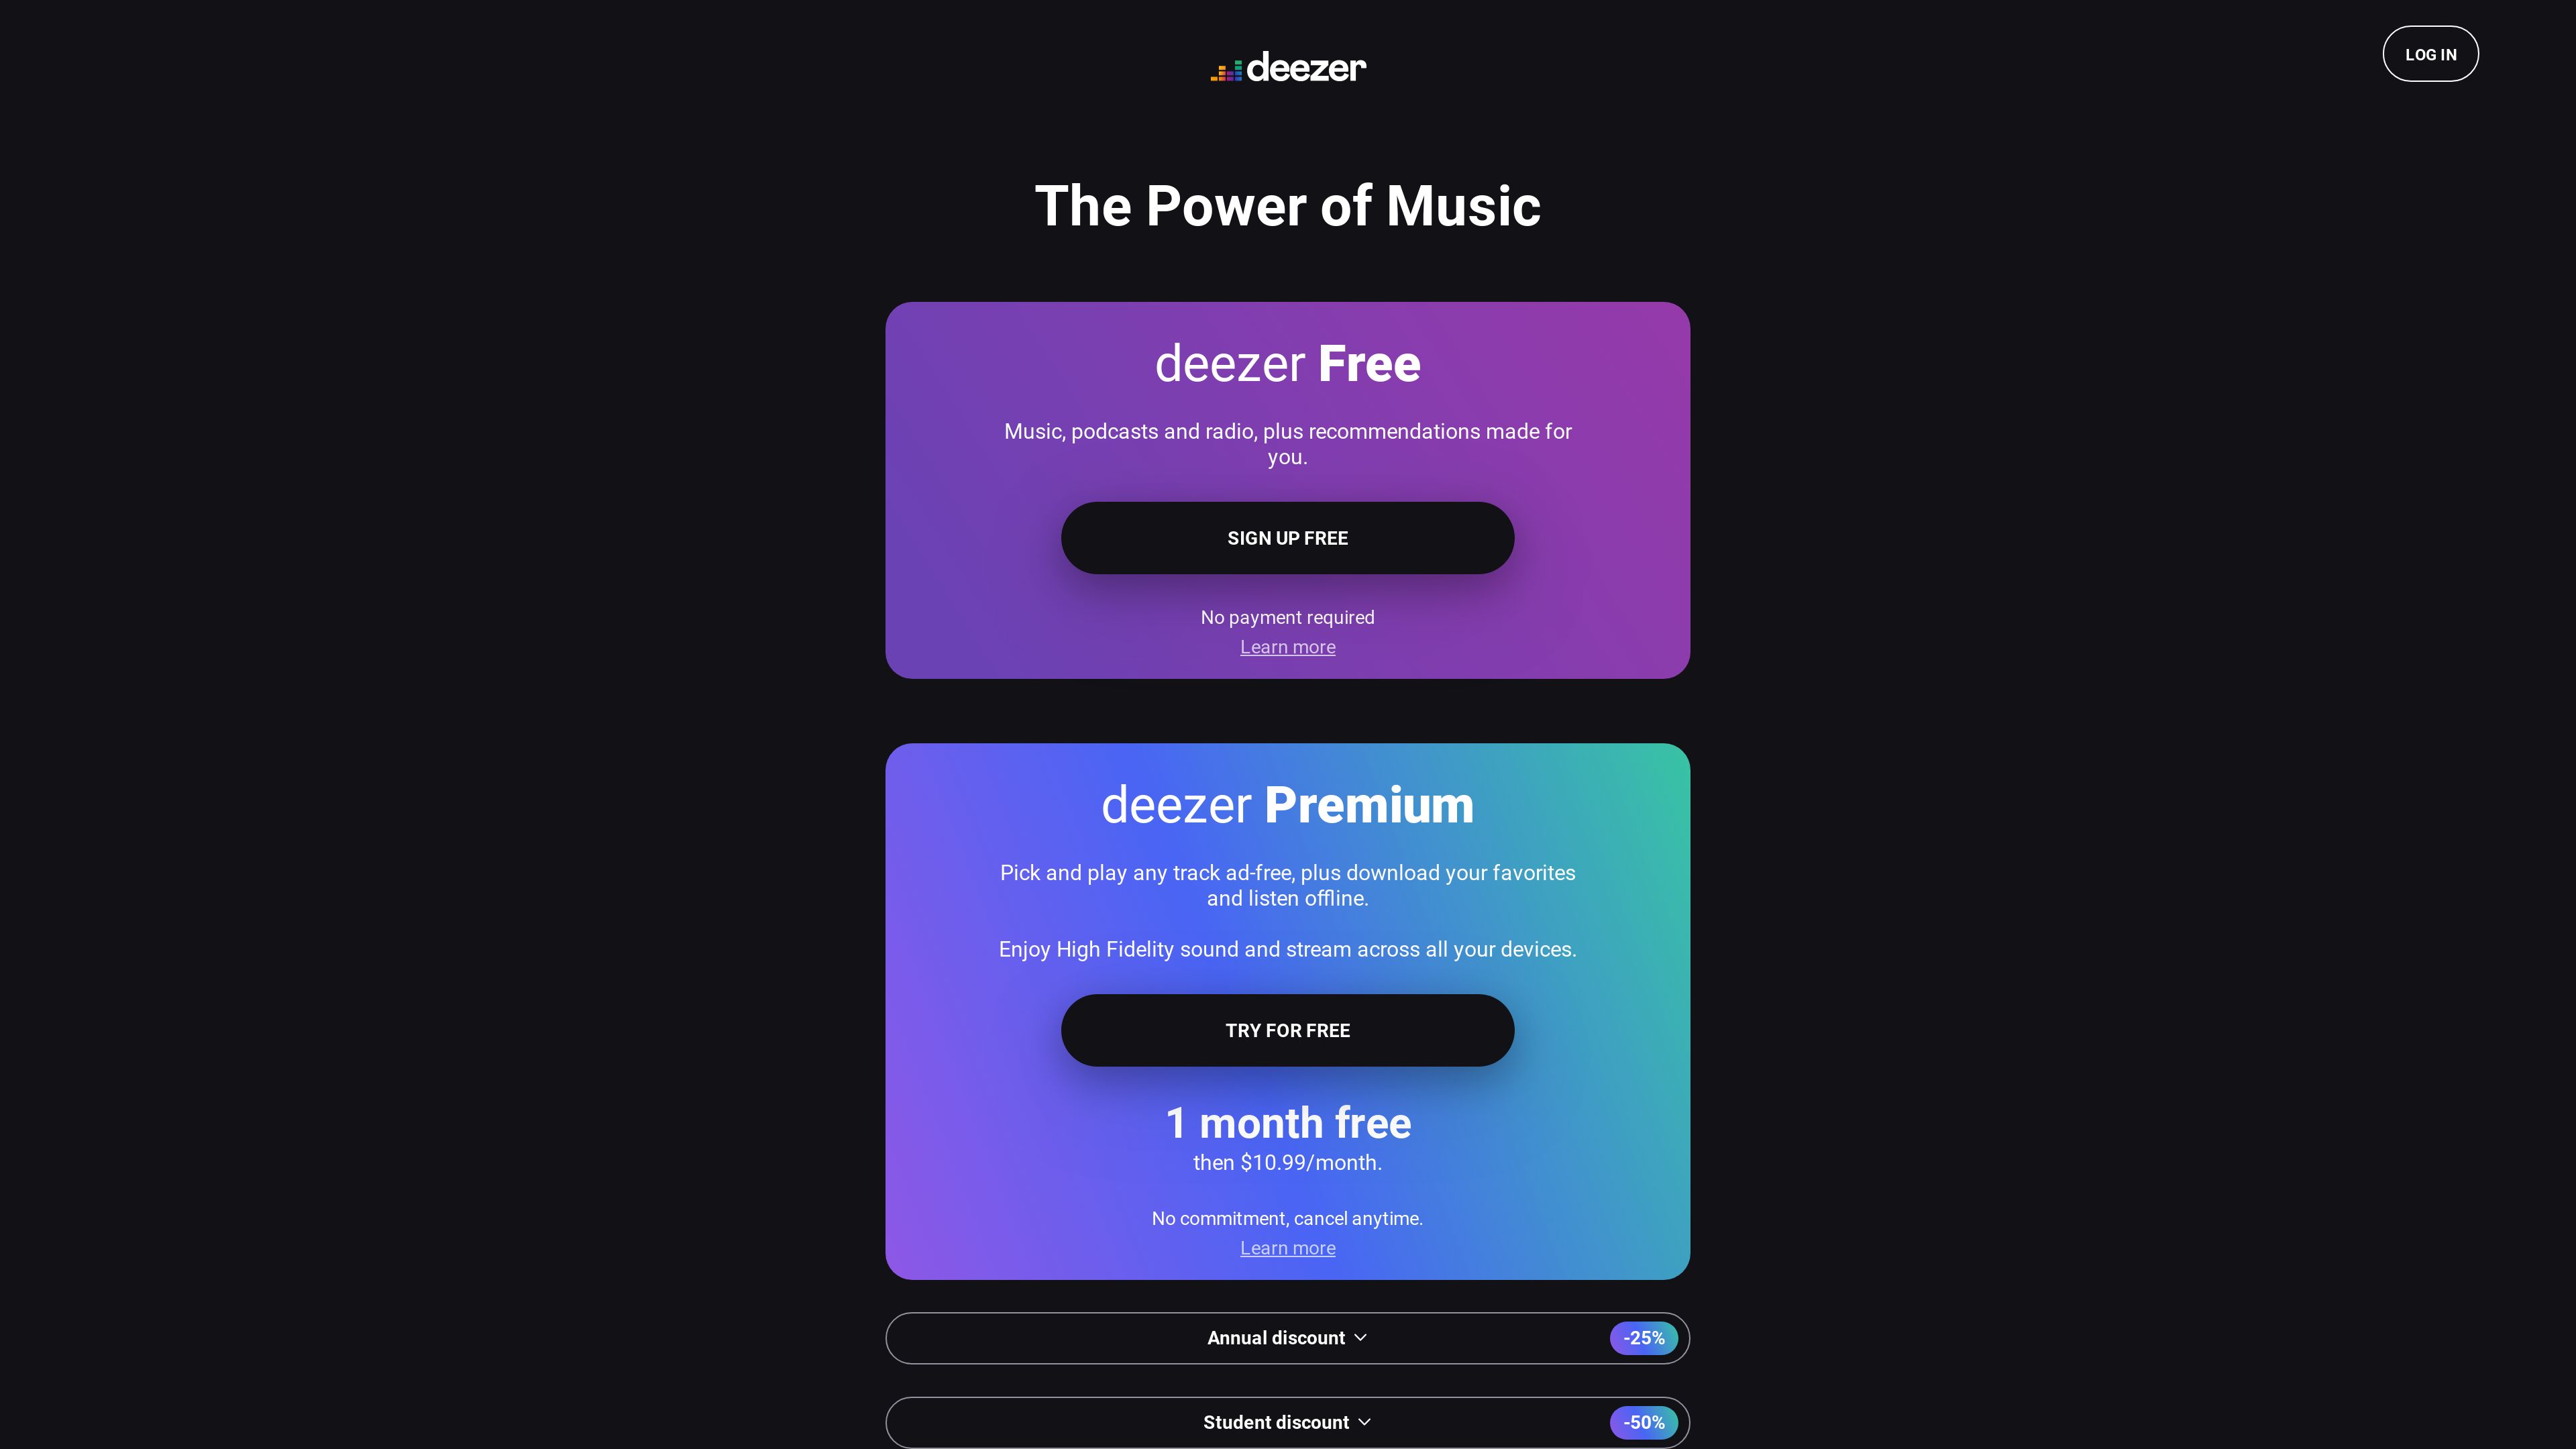 deezer
LOG IN
The Power of Music
deezer Free
Music, podcasts and radio, plus recommendations made for
you.
SIGN UP FREE
No payment required
Learn more
deezer Premium
Pick and play any track ad-free, plus download your favorites
and listen offline.
Enjoy High Fidelity sound and stream across all your devices.
TRY FOR FREE
1 month free
then $10.99/month.
No commitment, cancel anytime.
Learn more
Annual discount
-25%
Student discount
-50%